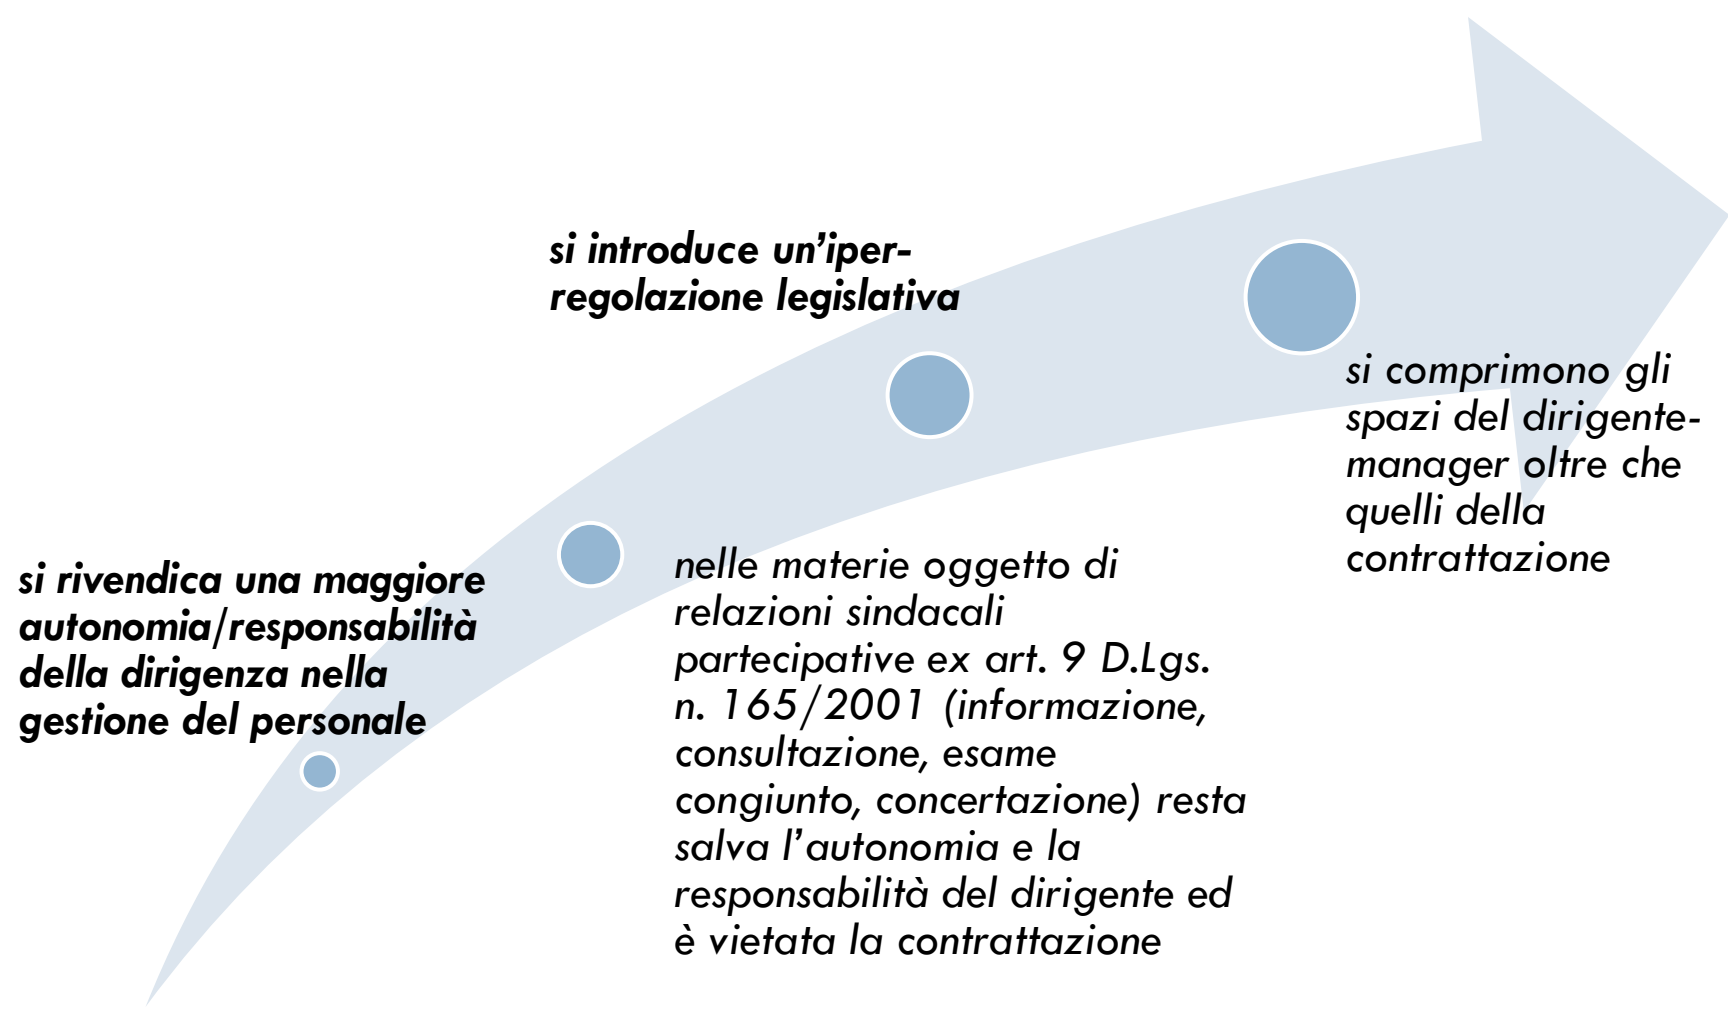 si rivendica una maggiore
autonomia/responsabilità
della dirigenza nella
gestione del personale
nelle materie oggetto di
relazioni sindacali
partecipative ex art. 9 D.Lgs.
n. 165/2001 (informazione,
consultazione, esame
congiunto, concertazione) resta
salva l’autonomia e la
responsabilità del dirigente ed
è vietata la contrattazione
si introduce un’iper-
regolazione legislativa
si comprimono gli
spazi del dirigente-
manager oltre che
quelli della
contrattazione